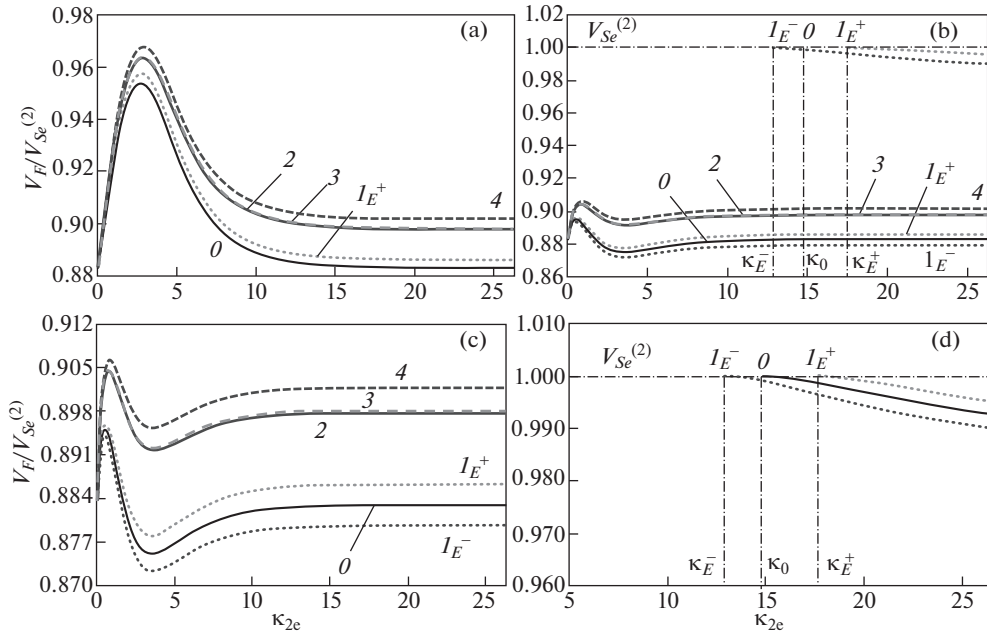 0.98
(a)
0.96
0.94
V_F/V_Se^(2)
0.92
2
3
1_E^+
4
0.90
0
0.88
0 5 10 15 20 25
1.02
V_Se^(2)
1_E^- 0 1_E^+
(b)
1.00
0.98
0.96
0.94
0.92
0 2 3 1_E^+
4
0.90
0.88
κ_E^- κ_0 κ_E^+ 1_E^-
0.86
0 5 10 15 20 25
0.912
(c)
0.905
4
V_F/V_Se^(2)
0.898
3
2
0.891
1_E^+
0.884
0.877
0
1_E^-
0.870
0 5 10 15 20 25
κ_2e
1.010
V_Se^(2)
1_E^- 0 1_E^+
(d)
1.000
0.990
0.980
0.970
κ_E^- κ_0 κ_E^+
0.960
5 10 15 20 25
κ_2e